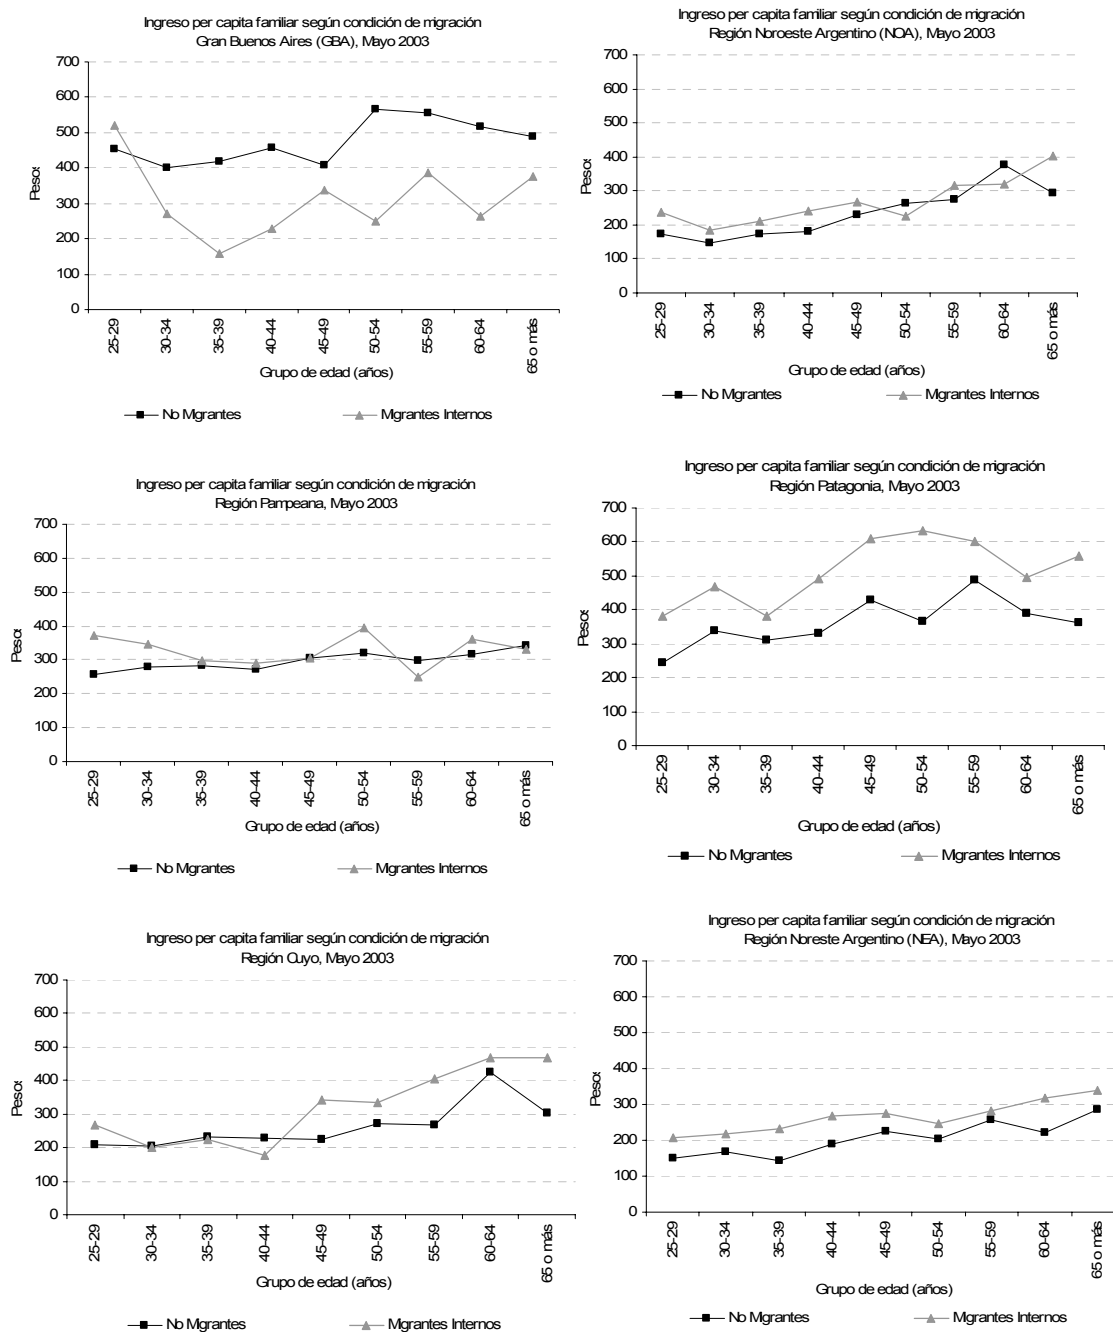 Ingreso per capita familiar según condición de migración
Gran Buenos Aires (GBA), Mayo 2003
700
600
500
400
300
200
100
0
Pesos
25-29
30-34
35-39
40-44
45-49
50-54
55-59
60-64
65 o más
Grupo de edad (años)
No Mgrantes
Mgrantes Internos
Ingreso per capita familiar según condición de migración
Región Noroeste Argentino (NOA), Mayo 2003
700
600
500
400
300
200
100
0
Pesos
25-29
30-34
35-39
40-44
45-49
50-54
55-59
60-64
65 o más
Grupo de edad (años)
No Mgrantes
Mgrantes Internos
Ingreso per capita familiar según condición de migración
Región Pampeana, Mayo 2003
700
600
500
400
300
200
100
0
Pesos
25-29
30-34
35-39
40-44
45-49
50-54
55-59
60-64
65 o más
Grupo de edad (años)
No Mgrantes
Mgrantes Internos
Ingreso per capita familiar según condición de migración
Región Patagonia, Mayo 2003
700
600
500
400
300
200
100
0
Pesos
25-29
30-34
35-39
40-44
45-49
50-54
55-59
60-64
65 o más
Grupo de edad (años)
No Mgrantes
Mgrantes Internos
Ingreso per capita familiar según condición de migración
Región Cuyo, Mayo 2003
700
600
500
400
300
200
100
0
Pesos
25-29
30-34
35-39
40-44
45-49
50-54
55-59
60-64
65 o más
Grupo de edad (años)
No Mgrantes
Mgrantes Internos
Ingreso per capita familiar según condición de migración
Región Noreste Argentino (NEA), Mayo 2003
700
600
500
400
300
200
100
0
Pesos
25-29
30-34
35-39
40-44
45-49
50-54
55-59
60-64
65 o más
Grupo de edad (años)
No Mgrantes
Mgrantes Internos